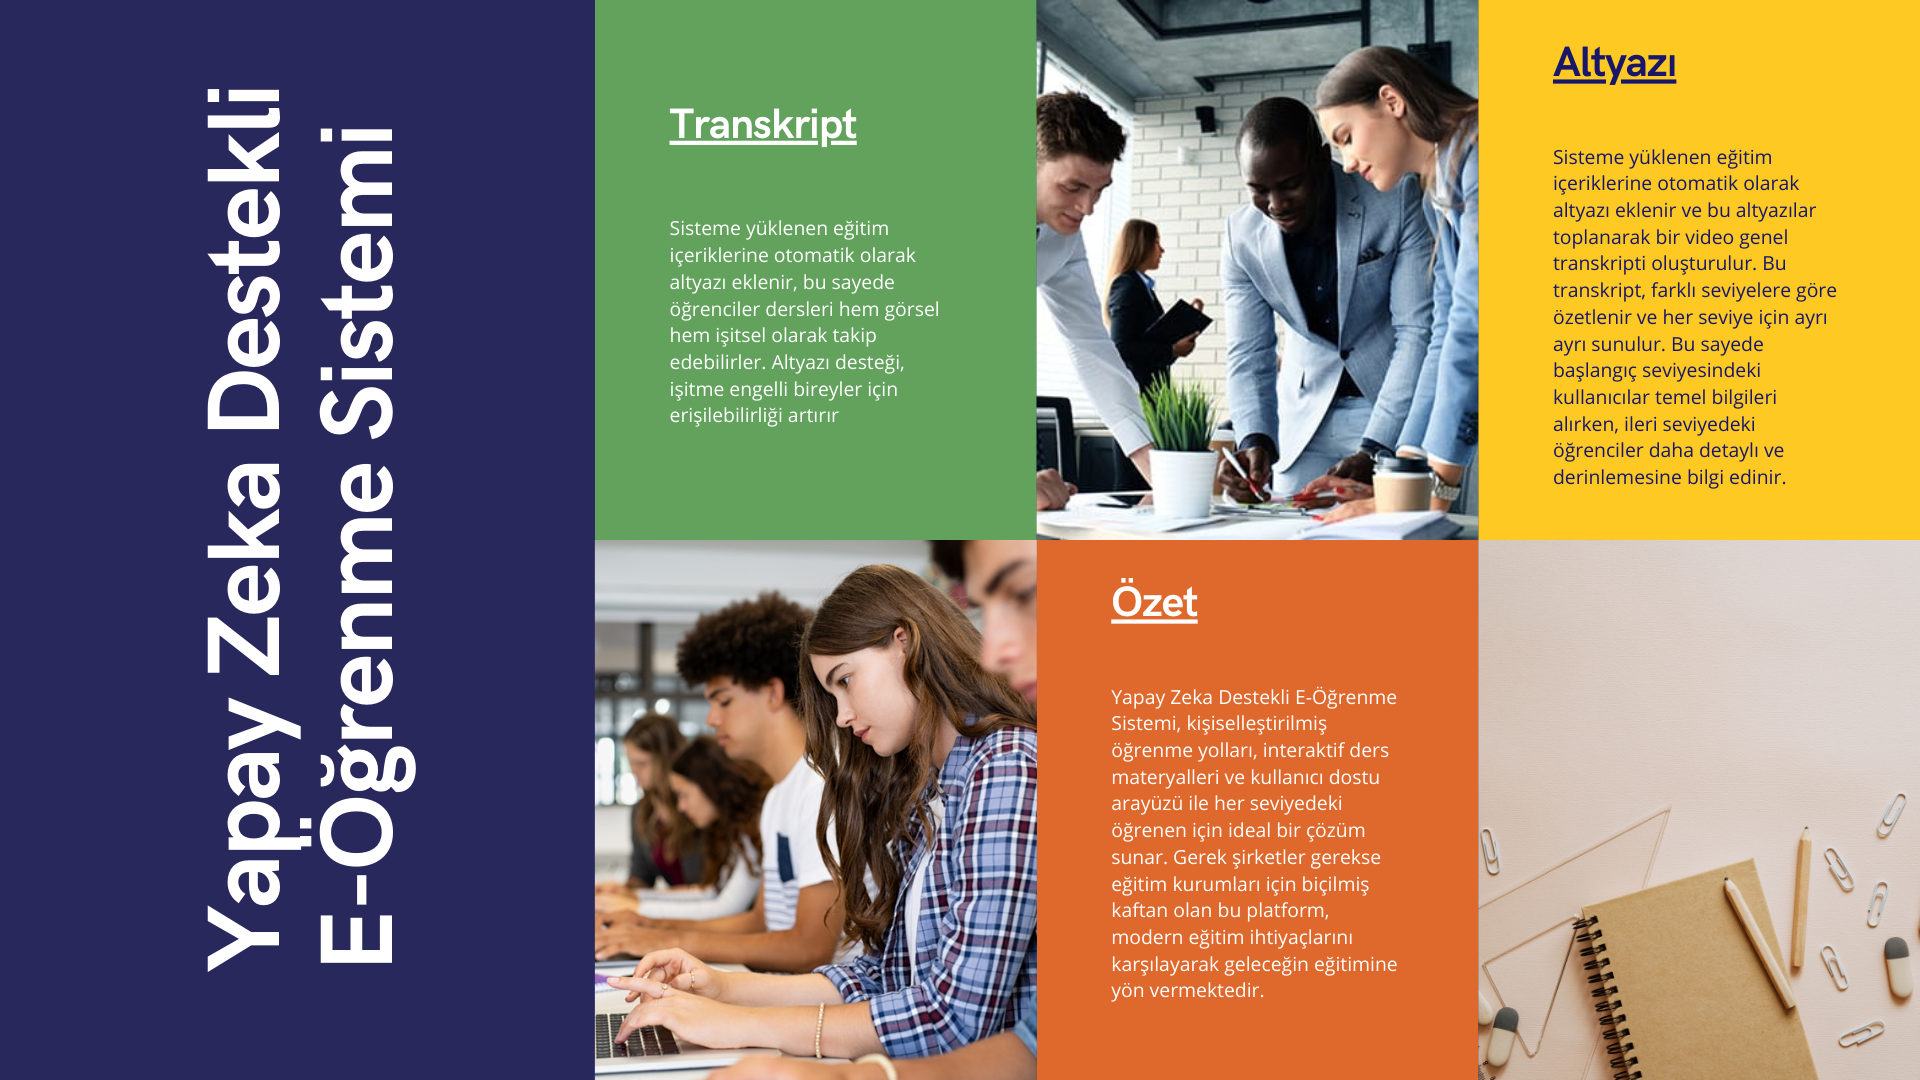 Yapay Zeka Destekli
E-Öğrenme Sistemi
Transkript
Sisteme yüklenen eğitim
içeriklerine otomatik olarak
altyazı eklenir, bu sayede
öğrenciler dersleri hem görsel
hem işitsel olarak takip
edebilirler. Altyazı desteği,
işitme engelli bireyler için
erişilebilirliği artırır
Altyazı
Sisteme yüklenen eğitim
içeriklerine otomatik olarak
altyazı eklenir ve bu altyazılar
toplanarak bir video genel
transkripti oluşturulur. Bu
transkript, farklı seviyelere göre
özetlenir ve her seviye için ayrı
ayrı sunulur. Bu sayede
başlangıç seviyesindeki
kullanıcılar temel bilgileri
alırken, ileri seviyedeki
öğrenciler daha detaylı ve
derinlemesine bilgi edinir.
Özet
Yapay Zeka Destekli E-Öğrenme
Sistemi, kişiselleştirilmiş
öğrenme yolları, interaktif ders
materyalleri ve kullanıcı dostu
arayüzü ile her seviyedeki
öğrenen için ideal bir çözüm
sunar. Gerek şirketler gerekse
eğitim kurumları için biçilmiş
kaftan olan bu platform,
modern eğitim ihtiyaçlarını
karşılayarak geleceğin eğitimine
yön vermektedir.